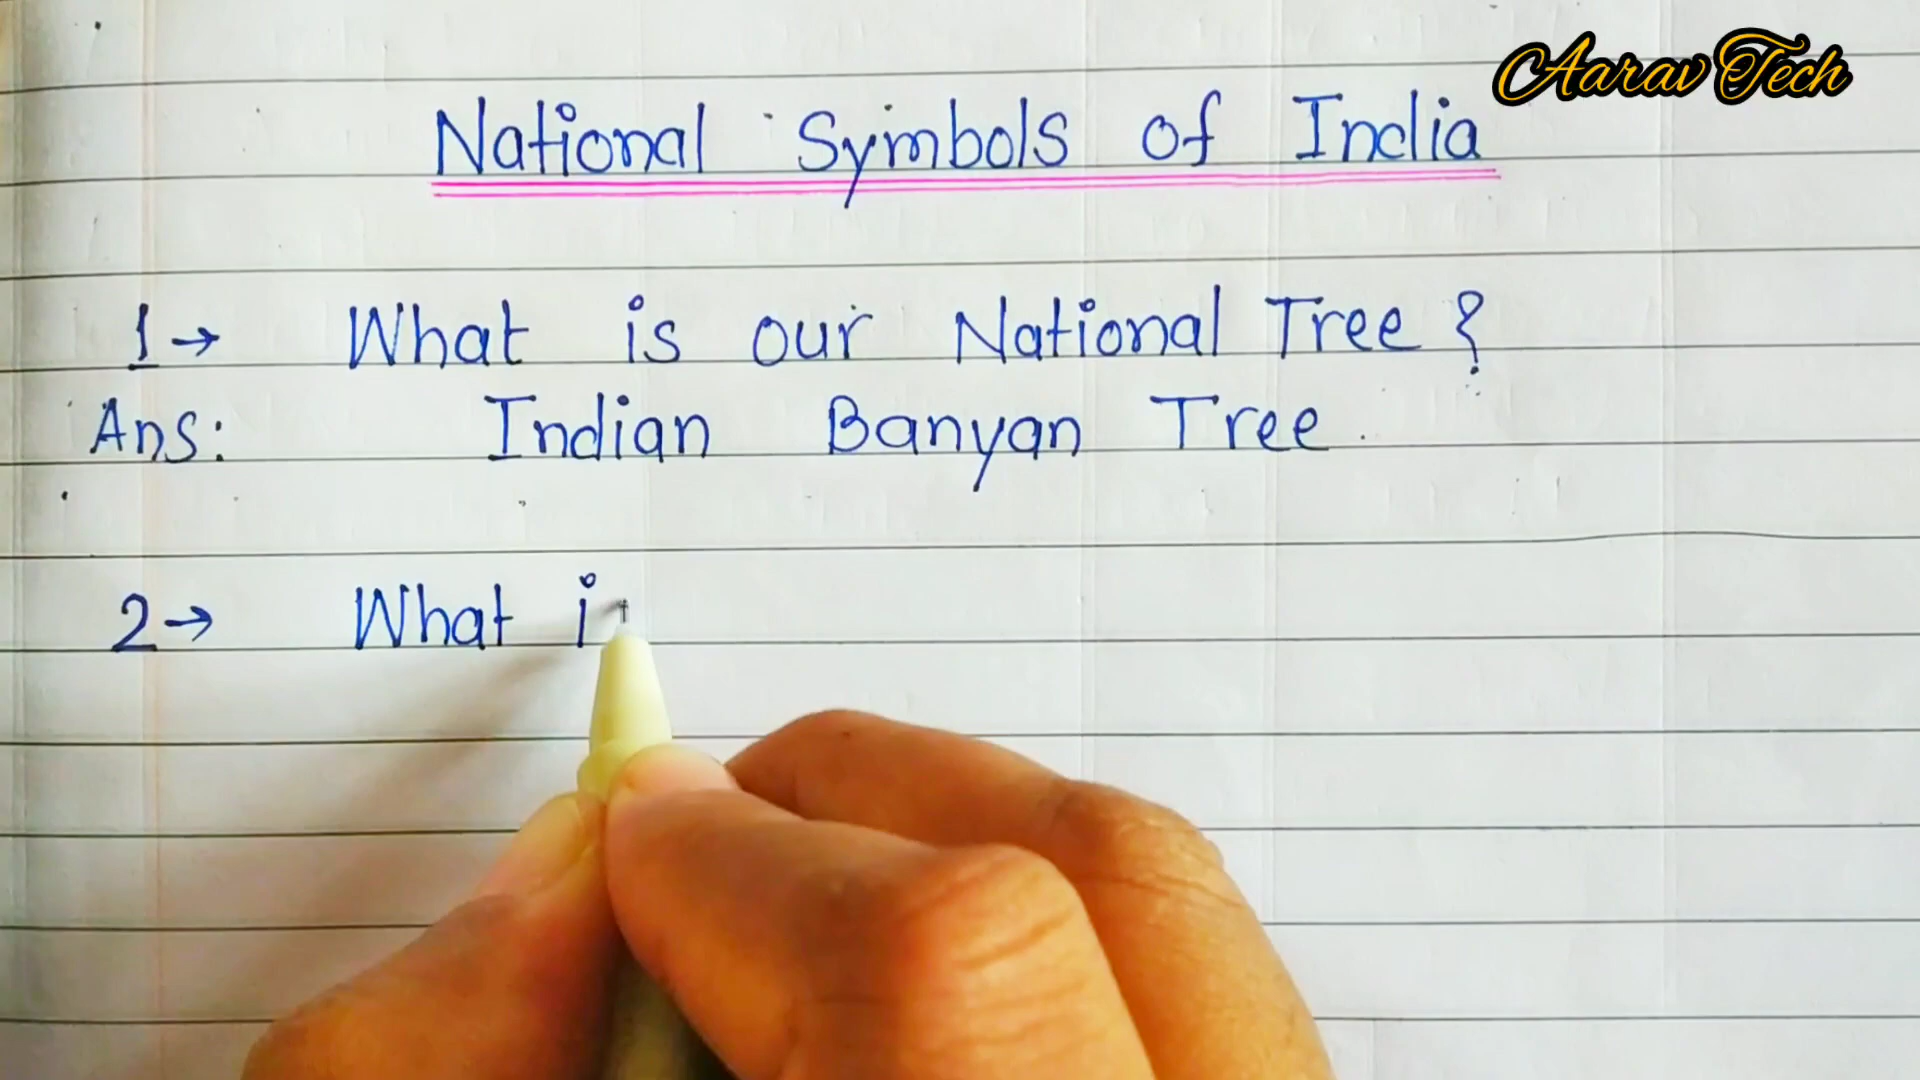 Aarav Tech
National Symbols of India
1→ What is our National Tree?
Ans: Indian Banyan Tree.
2→ What i